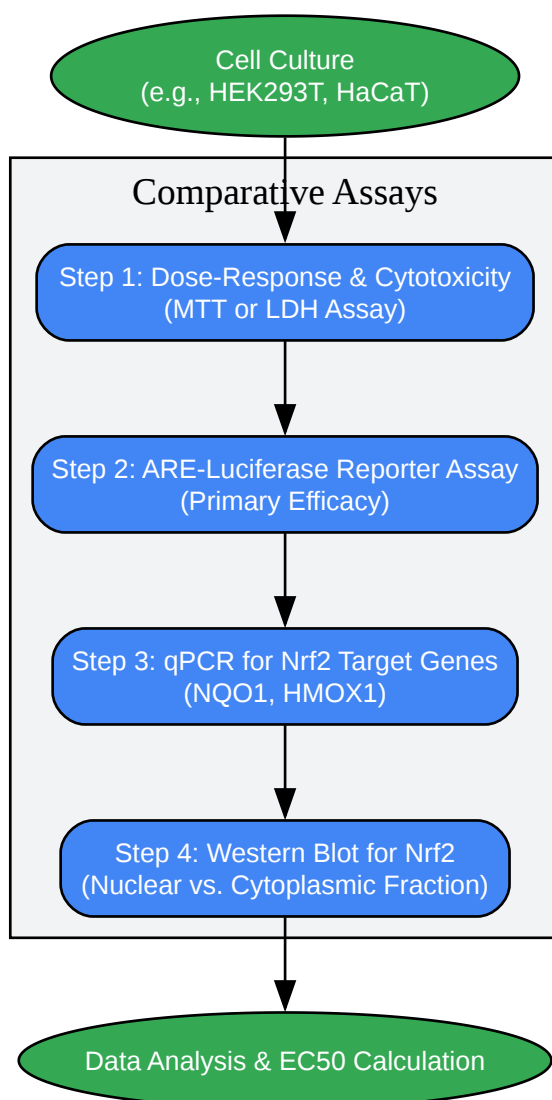 Cell Culture
(e.g., HEK293T, HaCaT)
Comparative Assays
Step 1: Dose-Response & Cytotoxicity
(MTT or LDH Assay)
Step 2: ARE-Luciferase Reporter Assay
(Primary Efficacy)
Step 3: qPCR for Nrf2 Target Genes
(NQO1, HMOX1)
Step 4: Western Blot for Nrf2
(Nuclear vs. Cytoplasmic Fraction)
Data Analysis & EC50 Calculation